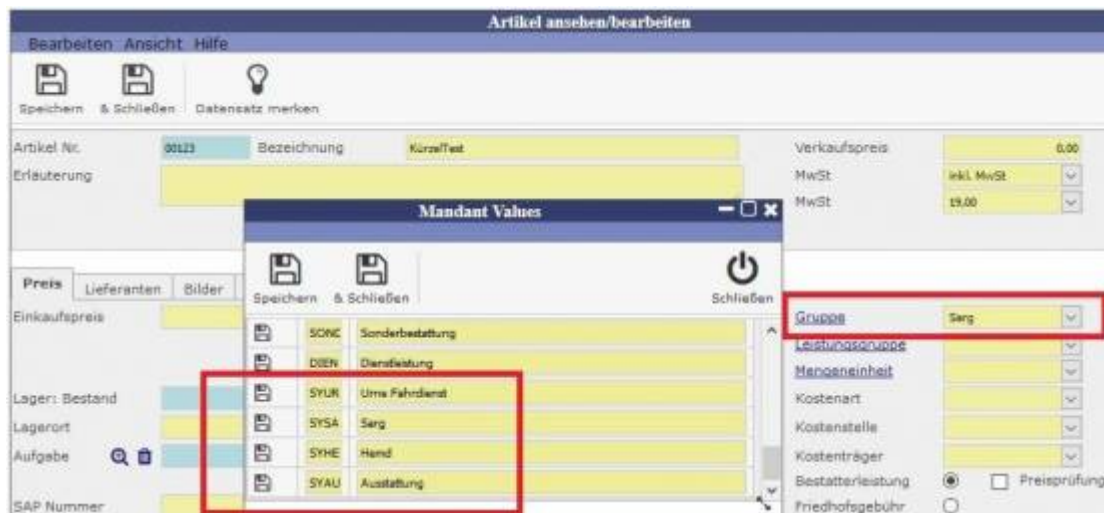 Artikel ansehen/bearbeiten
Bearbeiten Ansicht Hilfe
Speichern & Schließen Datensatz merken
Artikel Nr. 00123 Bezeichnung KürzelTest Verkaufspreis 0,00
Erläuterung MwSt inkl. MwSt
MwSt 19,00
Mandant Values
Speichern & Schließen Schließen
Preis Lieferanten Bilder
Einkaufspreis
SONC Sonderbestattung
DIEN Dienstleistung
SYUR Urne Fahrdienst
SYSA Sarg
SYHE Hemd
SYAU Ausstattung
Gruppe Sarg
Leistungsgruppe
Mengeneinheit
Lager: Bestand Kostenart
Lagerort Kostenstelle
Aufgabe Kostenträger
Bestatterleistung Preisprüfung
SAP Nummer Friedhofsgebühr